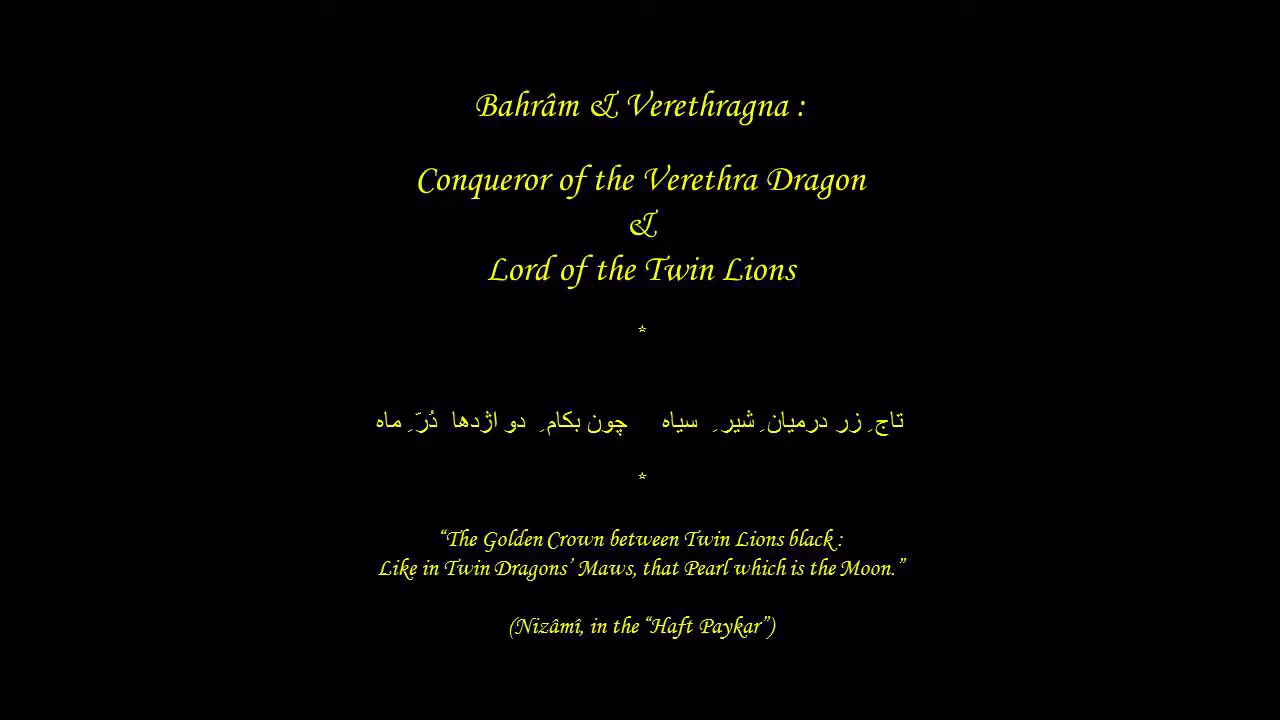 Bahrâm & Verethragna :
Conqueror of the Verethra Dragon
&
Lord of the Twin Lions
*
تاج ِ زر درمیان ِ شیر ِ سیاه چون بکام ِ دو اژدها دُرّ ِ ماه
*
“The Golden Crown between Twin Lions black :
Like in Twin Dragons’ Maws, that Pearl which is the Moon.”
(Nizâmî, in the “Haft Paykar”)